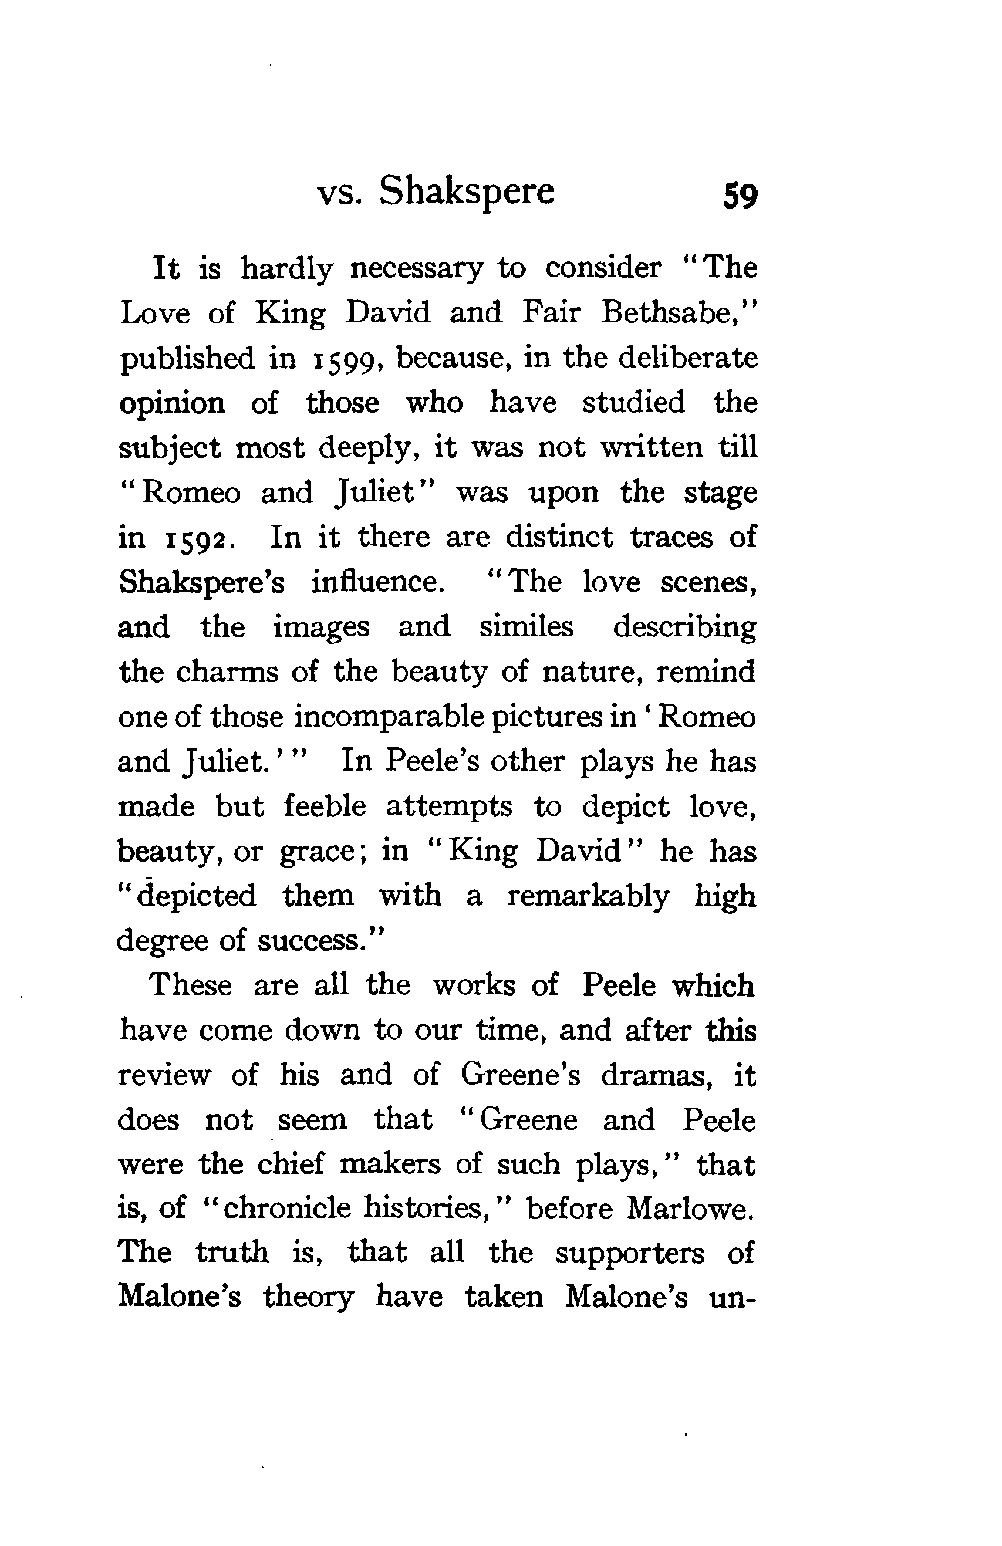 vs. Shakspere 59
It is hardly necessary to consider "The
Love of King David and Fair Bethsabe,"
published in 1599, because, in the deliberate
opinion of those who have studied the
subject most deeply, it was not written till
"Romeo and Juliet" was upon the stage
in 1592. In it there are distinct traces of
Shakspere's influence. "The love scenes,
and the images and similes describing
the charms of the beauty of nature, remind
one of those incomparable pictures in 'Romeo
and Juliet.'" In Peele's other plays he has
made but feeble attempts to depict love,
beauty, or grace; in "King David" he has
"depicted them with a remarkably high
degree of success."
These are all the works of Peele which
have come down to our time, and after this
review of his and of Greene's dramas, it
does not seem that "Greene and Peele
were the chief makers of such plays," that
is, of "chronicle histories," before Marlowe.
The truth is, that all the supporters of
Malone's theory have taken Malone's un-